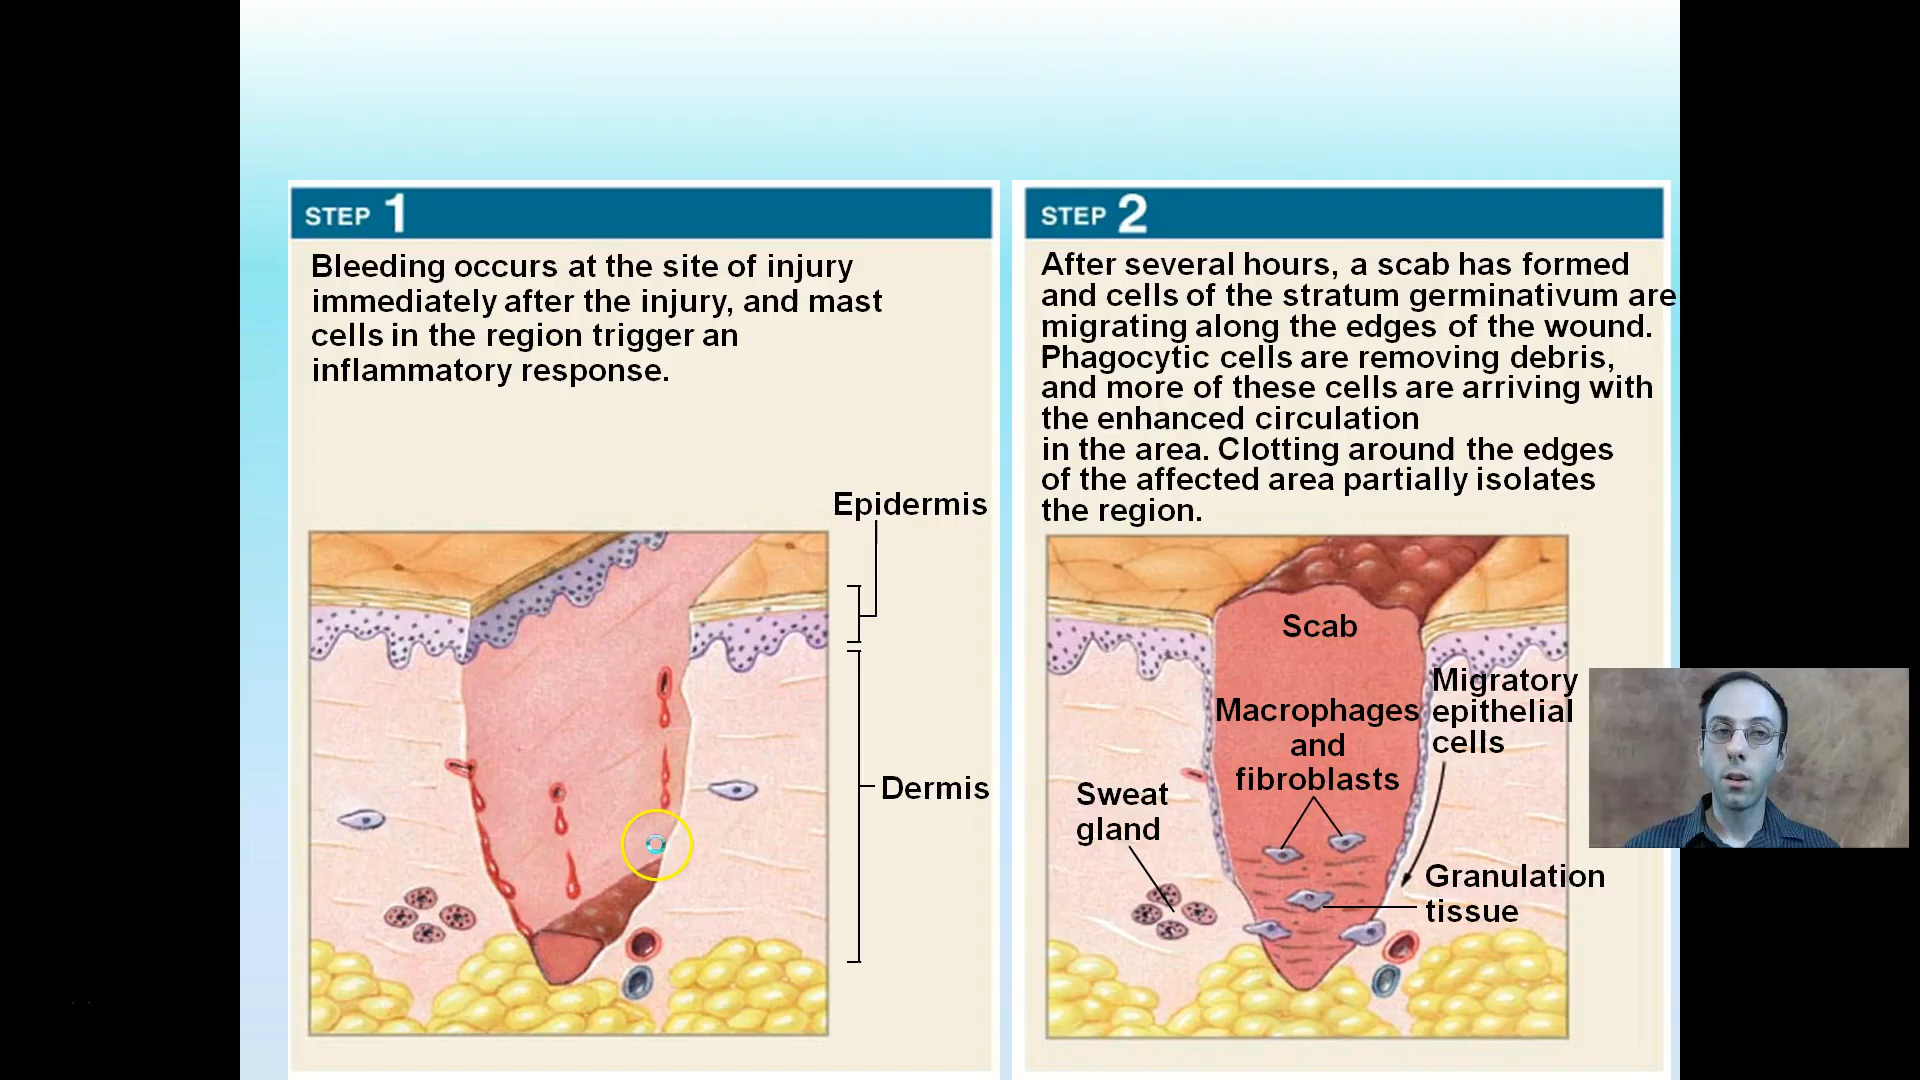 STEP 1
Bleeding occurs at the site of injury
immediately after the injury, and mast
cells in the region trigger an
inflammatory response.
Epidermis
Dermis
STEP 2
After several hours, a scab has formed
and cells of the stratum germinativum are
migrating along the edges of the wound.
Phagocytic cells are removing debris,
and more of these cells are arriving with
the enhanced circulation
in the area. Clotting around the edges
of the affected area partially isolates
the region.
Scab
Migratory
epithelial
cells
Macrophages
and
fibroblasts
Sweat
gland
Granulation
tissue